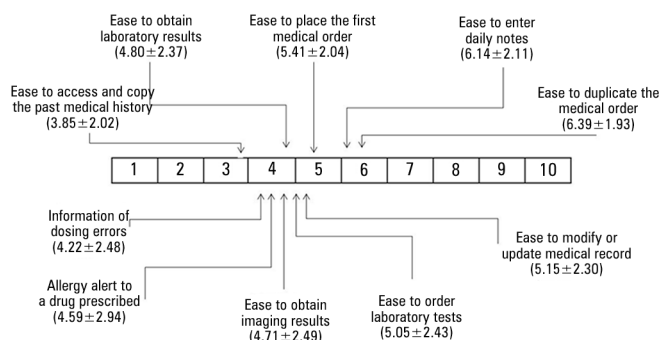 Ease to obtain
laboratory results
(4.80±2.37)
Ease to place the first
medical order
(5.41±2.04)
Ease to enter
daily notes
(6.14±2.11)
Ease to access and copy
the past medical history
(3.85±2.02)
Ease to duplicate the
medical order
(6.39±1.93)
1 2 3 4 5 6 7 8 9 10
Information of
dosing errors
(4.22±2.48)
Allergy alert to
a drug prescribed
(4.59±2.94)
Ease to obtain
imaging results
(4.71±2.49)
Ease to order
laboratory tests
(5.05±2.43)
Ease to modify or
update medical record
(5.15±2.30)